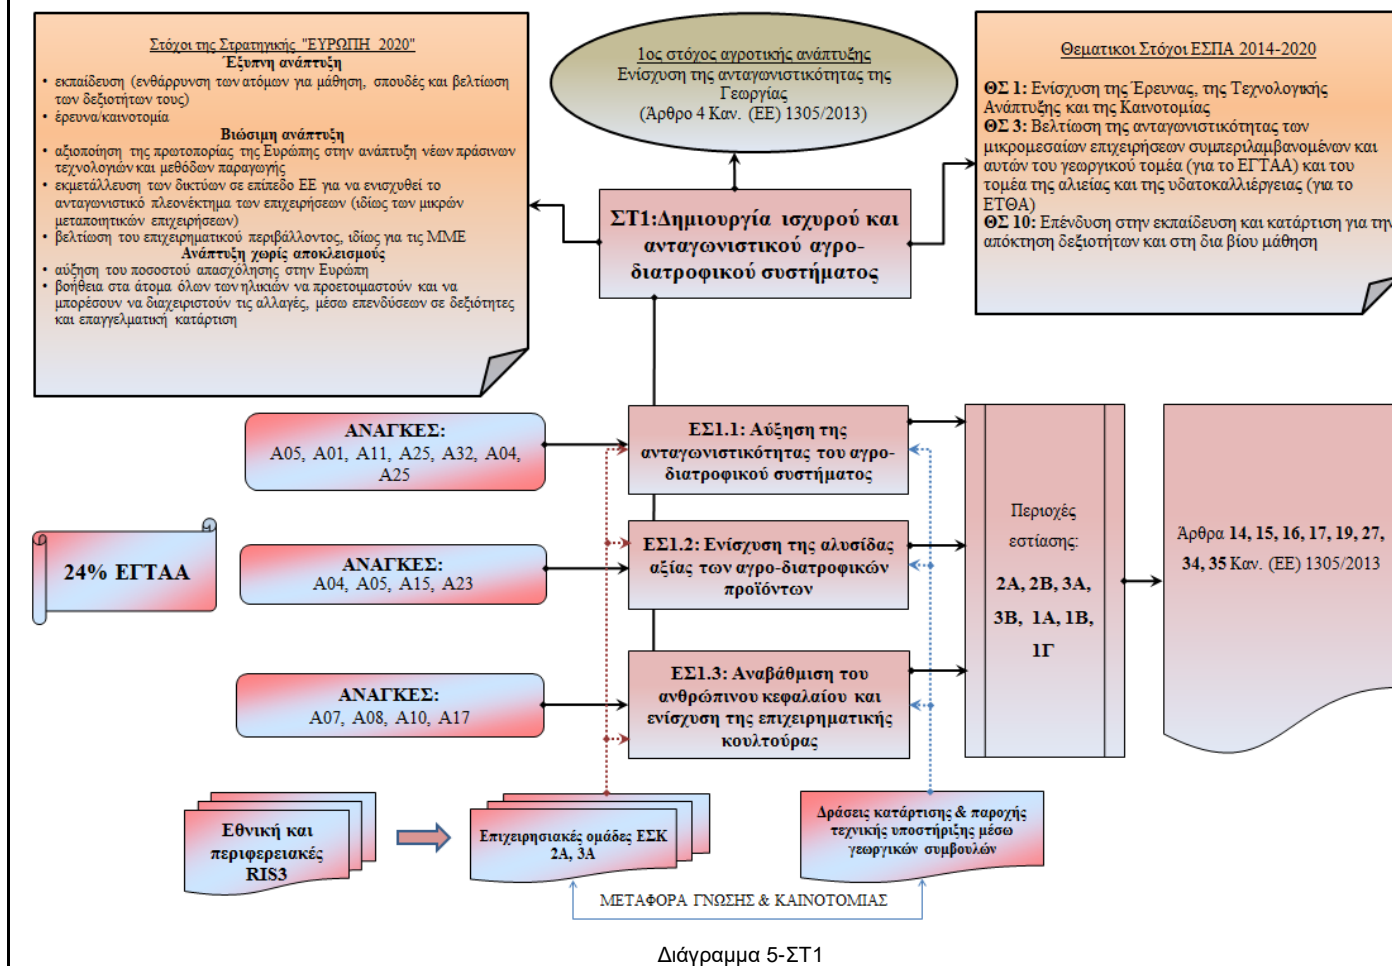 Στόχοι της Στρατηγικής "ΕΥΡΩΠΗ 2020"
Έξυπνη ανάπτυξη
• εκπαίδευση (ενθάρρυνση των ατόμων για μάθηση, σπουδές και βελτίωση
των δεξιοτήτων τους)
• έρευνα/καινοτομία
Βιώσιμη ανάπτυξη
• αξιοποίηση της πρωτοπορίας της Ευρώπης στην ανάπτυξη νέων πράσινων
τεχνολογιών και μεθόδων παραγωγής
• εκμετάλλευση των δικτύων σε επίπεδο ΕΕ για να ενισχυθεί το
ανταγωνιστικό πλεονέκτημα των επιχειρήσεων (ιδίως των μικρών
μεταποιητικών επιχειρήσεων)
• βελτίωση του επιχειρηματικού περιβάλλοντος, ιδίως για τις ΜΜΕ
Ανάπτυξη χωρίς αποκλεισμούς
• αύξηση του ποσοστού απασχόλησης στην Ευρώπη
• βοήθεια στα άτομα όλων των ηλικιών να προετοιμαστούν και να
μπορέσουν να διαχειριστούν τις αλλαγές, μέσω επενδύσεων σε δεξιότητες
και επαγγελματική κατάρτιση
1ος στόχος αγροτικής ανάπτυξης
Ενίσχυση της ανταγωνιστικότητας της
Γεωργίας
(Άρθρο 4 Καν. (ΕΕ) 1305/2013)
Θεματικοι Στόχοι ΕΣΠΑ 2014-2020
ΘΣ 1: Ενίσχυση της Έρευνας, της Τεχνολογικής
Ανάπτυξης και της Καινοτομίας
ΘΣ 3: Βελτίωση της ανταγωνιστικότητας των
μικρομεσαίων επιχειρήσεων συμπεριλαμβανομένων και
αυτών του γεωργικού τομέα (για το ΕΓΤΑΑ) και του
τομέα της αλιείας και της υδατοκαλλιέργειας (για το
ΕΤΘΑ)
ΘΣ 10: Επένδυση στην εκπαίδευση και κατάρτιση για την
απόκτηση δεξιοτήτων και στη δια βίου μάθηση
ΣΤ1:Δημιουργία ισχυρού και
ανταγωνιστικού αγρο-
διατροφικού συστήματος
ΑΝΑΓΚΕΣ:
Α05, Α01, Α11, Α25, Α32, Α04,
Α25
ΕΣ1.1: Αύξηση της
ανταγωνιστικότητας του αγρο-
διατροφικού συστήματος
24% ΕΓΤΑΑ
ΑΝΑΓΚΕΣ:
Α04, Α05, Α15, Α23
ΕΣ1.2: Ενίσχυση της αλυσίδας
αξίας των αγρο-διατροφικών
προϊόντων
ΑΝΑΓΚΕΣ:
Α07, Α08, Α10, Α17
ΕΣ1.3: Αναβάθμιση του
ανθρώπινου κεφαλαίου και
ενίσχυση της επιχειρηματικής
κουλτούρας
Περιοχές
εστίασης:
2Α, 2Β, 3Α,
3Β, 1Α, 1Β,
1Γ
Άρθρα 14, 15, 16, 17, 19, 27,
34, 35 Καν. (ΕΕ) 1305/2013
Εθνική και
περιφερειακές
RIS3
Επιχειρησιακές ομάδες ΕΣΚ
2Α, 3Α
Δράσεις κατάρτισης & παροχής
τεχνικής υποστήριξης μέσω
γεωργικών συμβουλών
ΜΕΤΑΦΟΡΑ ΓΝΩΣΗΣ & ΚΑΙΝΟΤΟΜΙΑΣ
Διάγραμμα 5-ΣΤ1